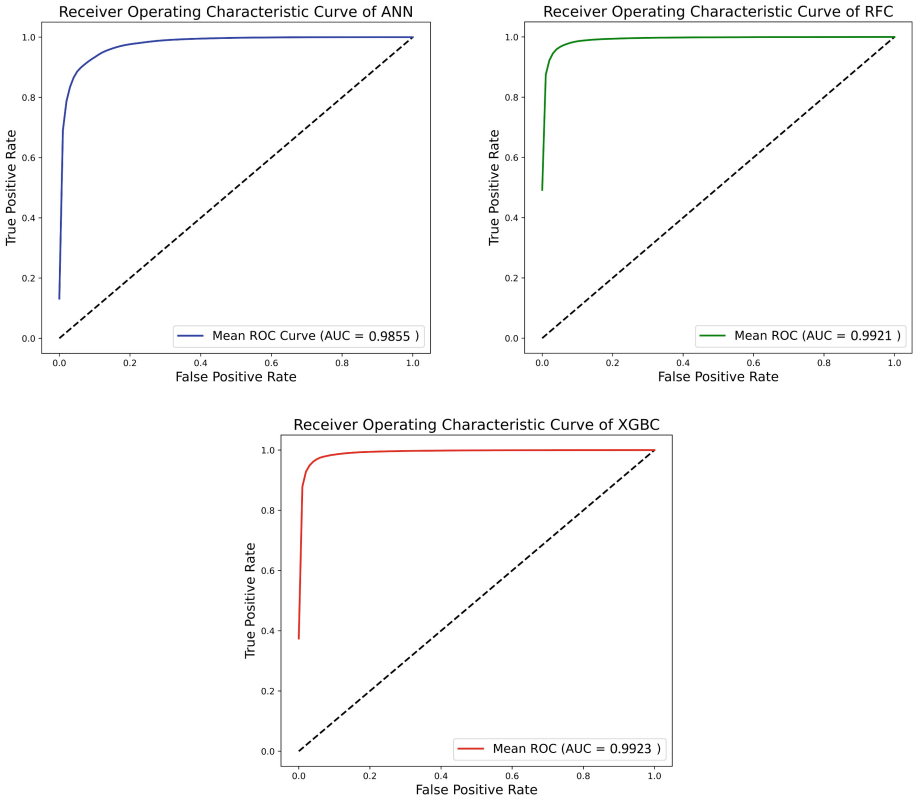 Receiver Operating Characteristic Curve of ANN
1.0
0.8
0.6
0.4
0.2
0.0
True Positive Rate
Mean ROC Curve (AUC = 0.9855 )
0.0 0.2 0.4 0.6 0.8 1.0
False Positive Rate
Receiver Operating Characteristic Curve of RFC
1.0
0.8
0.6
0.4
0.2
0.0
True Positive Rate
Mean ROC (AUC = 0.9921 )
0.0 0.2 0.4 0.6 0.8 1.0
False Positive Rate
Receiver Operating Characteristic Curve of XGBC
1.0
0.8
0.6
0.4
0.2
0.0
True Positive Rate
Mean ROC (AUC = 0.9923 )
0.0 0.2 0.4 0.6 0.8 1.0
False Positive Rate